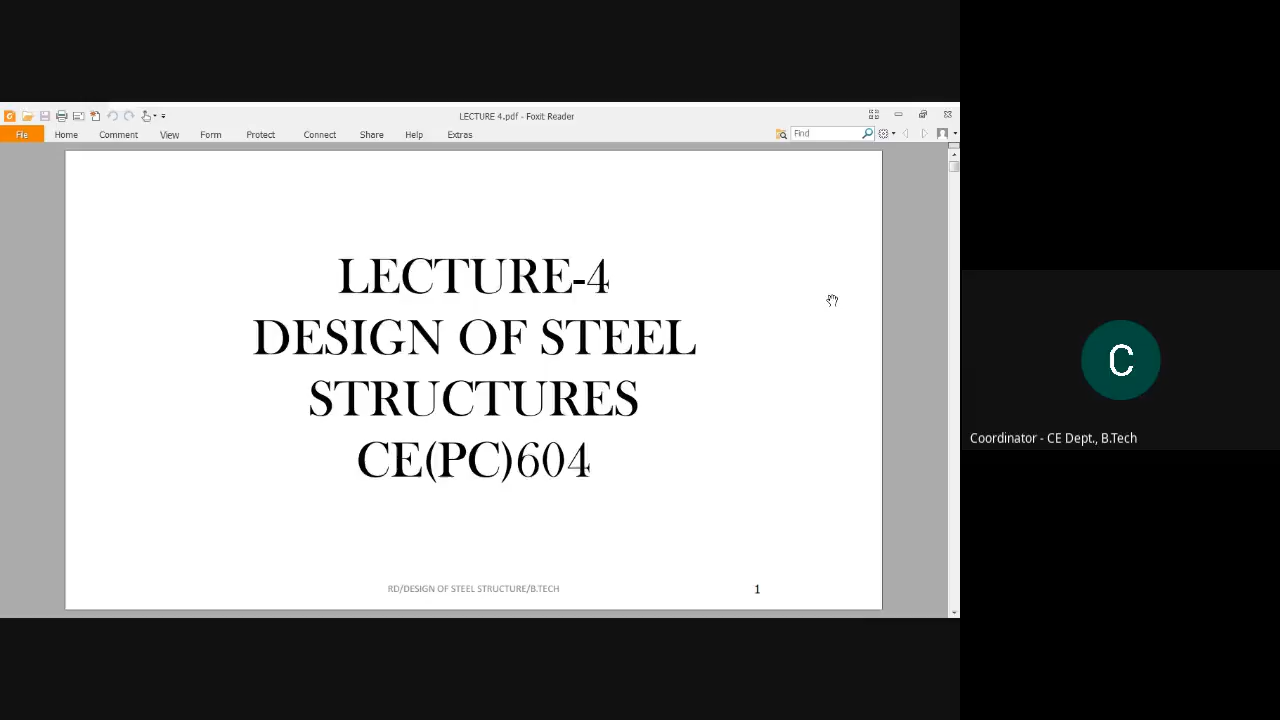 LECTURE 4.pdf - Foxit Reader
File Home Comment View Form Protect Connect Share Help Extras Find
LECTURE-4
DESIGN OF STEEL
STRUCTURES
CE(PC)604
RD/DESIGN OF STEEL STRUCTURE/B.TECH 1
C
Coordinator - CE Dept., B.Tech